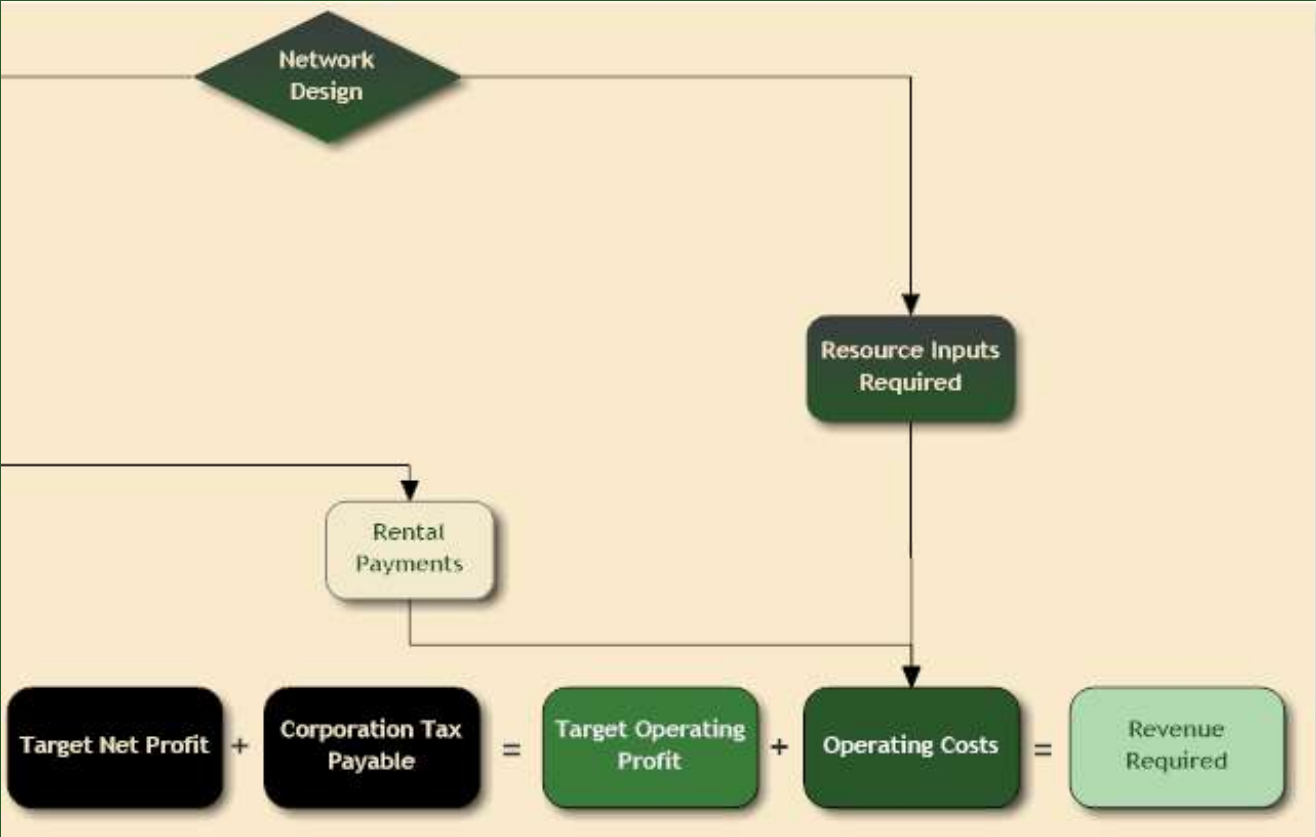 Network
Design
Resource Inputs
Required
Rental
Payments
Target Net Profit
+
Corporation Tax
Payable
=
Target Operating
Profit
+
Operating Costs
=
Revenue
Required